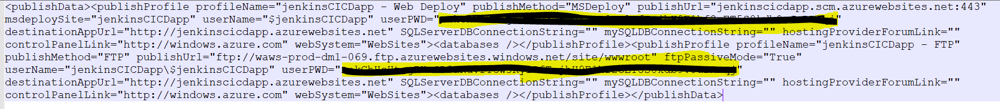 <publishData><publishProfile profileName="jenkinsCICDapp - Web Deploy" publishMethod="MSDeploy" publishUrl="jenkinscicdapp.scm.azurewebsites.net:443"
msdeploySite="jenkinsCICDapp" userName="$jenkinsCICDapp" userPWD=" "
destinationAppUrl="http://jenkinscicdapp.azurewebsites.net" SQLServerDBConnectionString="" mySQLDBConnectionString="" hostingProviderForumLink=""
controlPanelLink="http://windows.azure.com" webSystem="WebSites"><databases /></publishProfile><publishProfile profileName="jenkinsCICDapp - FTP"
publishMethod="FTP" publishUrl="ftp://waws-prod-dm1-069.ftp.azurewebsites.windows.net/site/wwwroot" ftpPassiveMode="True"
userName="jenkinsCICDapp\$jenkinsCICDapp" userPWD=" "
destinationAppUrl="http://jenkinscicdapp.azurewebsites.net" SQLServerDBConnectionString="" mySQLDBConnectionString="" hostingProviderForumLink=""
controlPanelLink="http://windows.azure.com" webSystem="WebSites"><databases /></publishProfile></publishData>